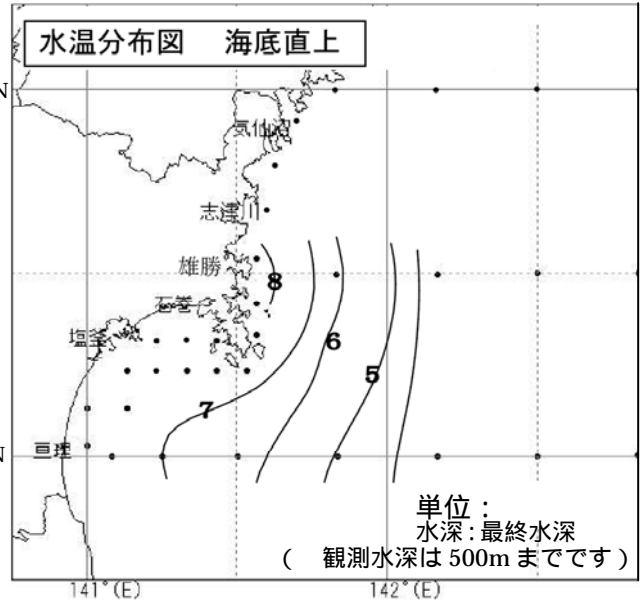 水温分布図　海底直上
N
気仙沼
志津川
雄勝
8
石巻
塩釜
6
5
7
亘理
N
単位：
水深：最終水深
（　観測水深は 500m までです ）
141°(E)
142°(E)